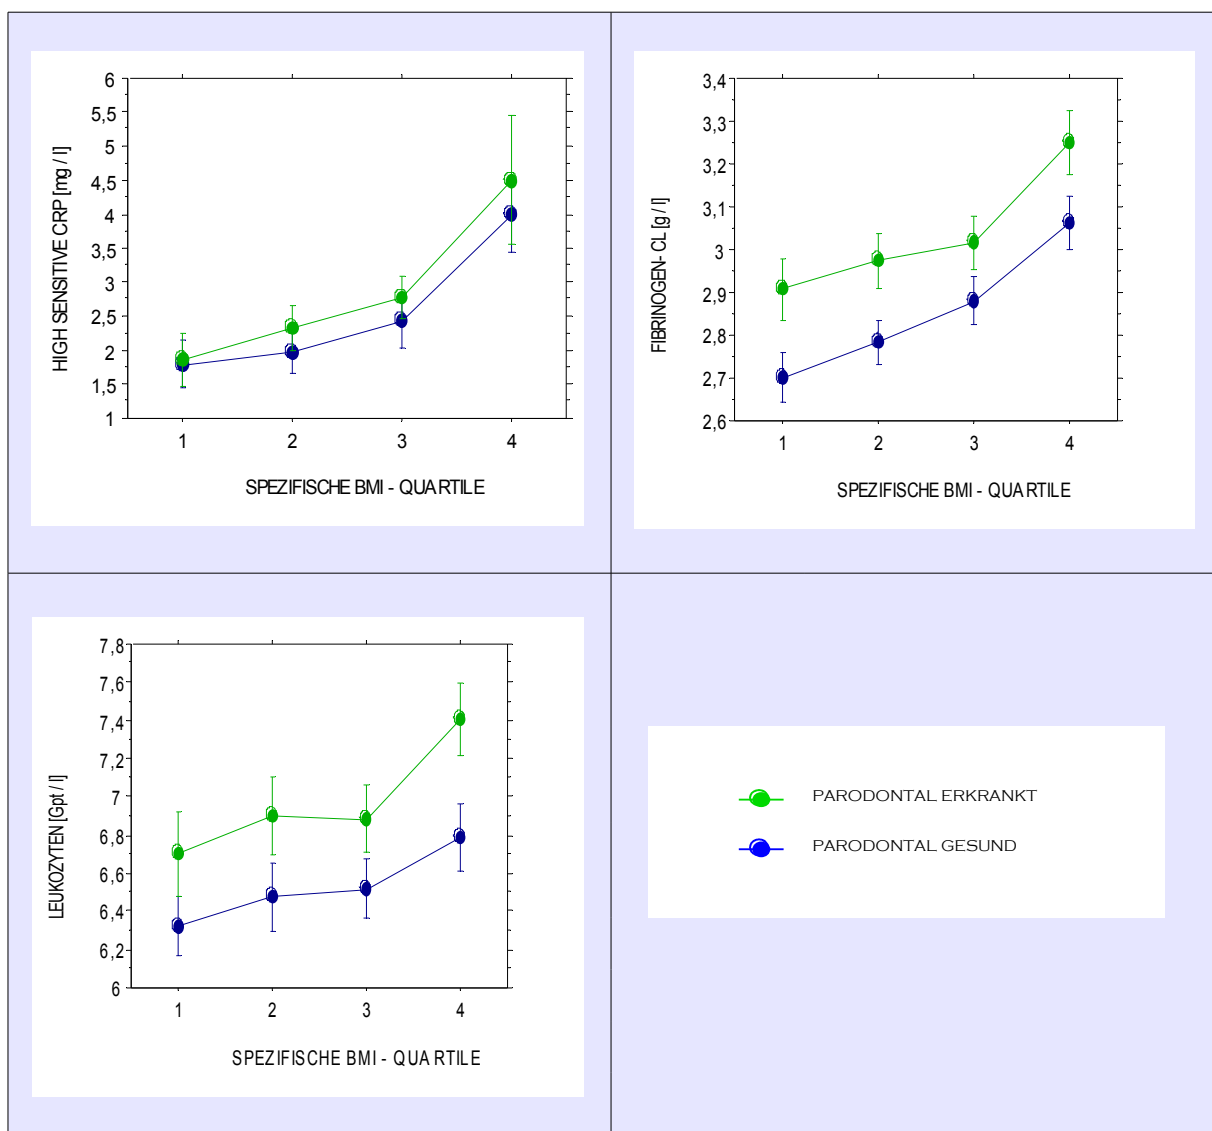 HIGH SENSITIVE CRP [mg / l]
6
5,5
5
4,5
4
3,5
3
2,5
2
1,5
1
1 2 3 4
SPEZIFISCHE BMI - QUARTILE
FIBRINOGEN- CL [g / l]
3,4
3,3
3,2
3,1
3
2,9
2,8
2,7
2,6
1 2 3 4
SPEZIFISCHE BMI - QUARTILE
LEUKOZYTEN [Gpt / l]
7,8
7,6
7,4
7,2
7
6,8
6,6
6,4
6,2
6
1 2 3 4
SPEZIFISCHE BMI - QUARTILE
PARODONTAL ERKRANKT
PARODONTAL GESUND